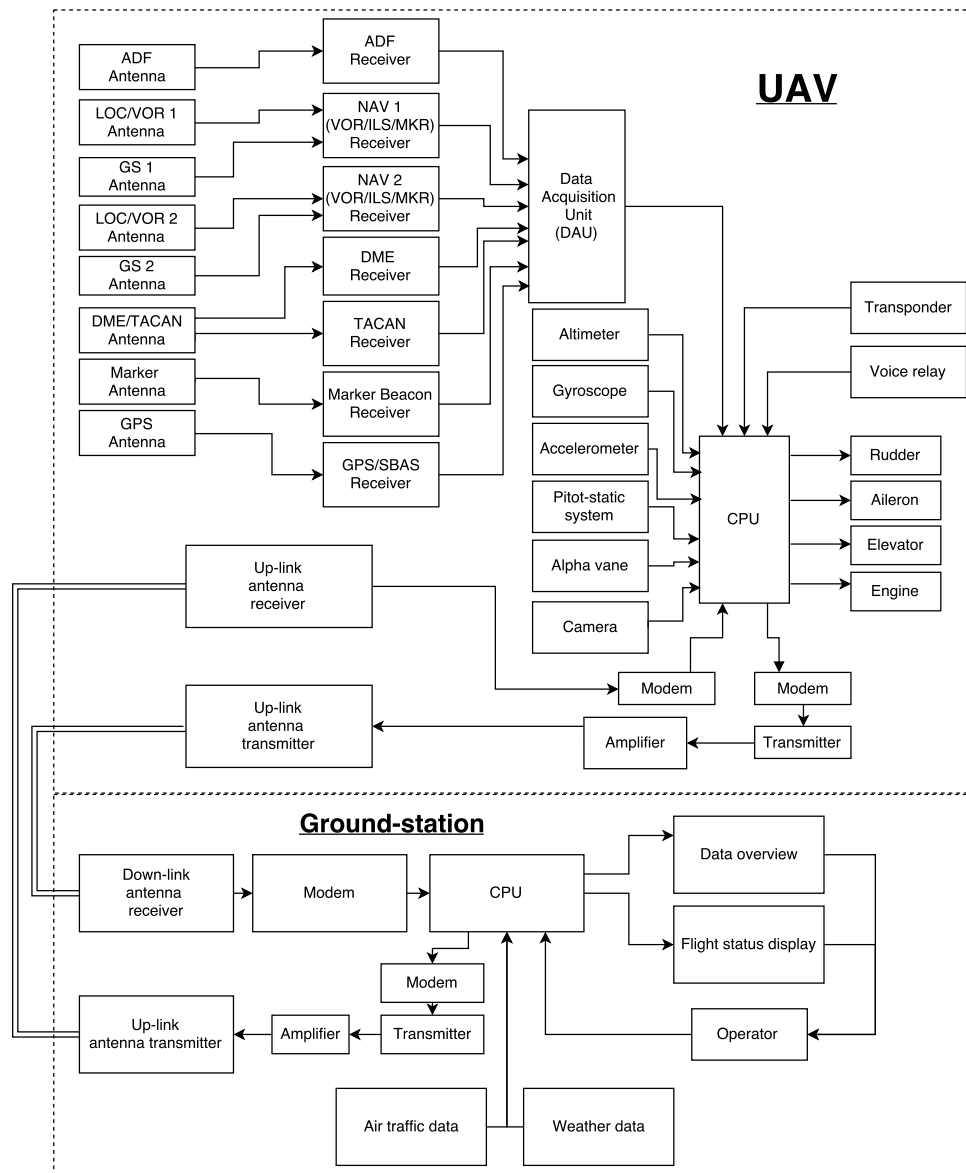 UAV
ADF
Antenna
ADF
Receiver
LOC/VOR 1
Antenna
NAV 1
(VOR/ILS/MKR)
Receiver
GS 1
Antenna
LOC/VOR 2
Antenna
NAV 2
(VOR/ILS/MKR)
Receiver
GS 2
Antenna
DME
Receiver
DME/TACAN
Antenna
TACAN
Receiver
Marker
Antenna
Marker Beacon
Receiver
GPS
Antenna
GPS/SBAS
Receiver
Data
Acquisition
Unit
(DAU)
Altimeter
Gyroscope
Accelerometer
Pitot-static
system
Alpha vane
Camera
Transponder
Voice relay
CPU
Rudder
Aileron
Elevator
Engine
Up-link
antenna
receiver
Modem
Modem
Up-link
antenna
transmitter
Amplifier
Transmitter
Ground-station
Down-link
antenna
receiver
Modem
CPU
Data overview
Flight status display
Modem
Up-link
antenna transmitter
Amplifier
Transmitter
Operator
Air traffic data
Weather data